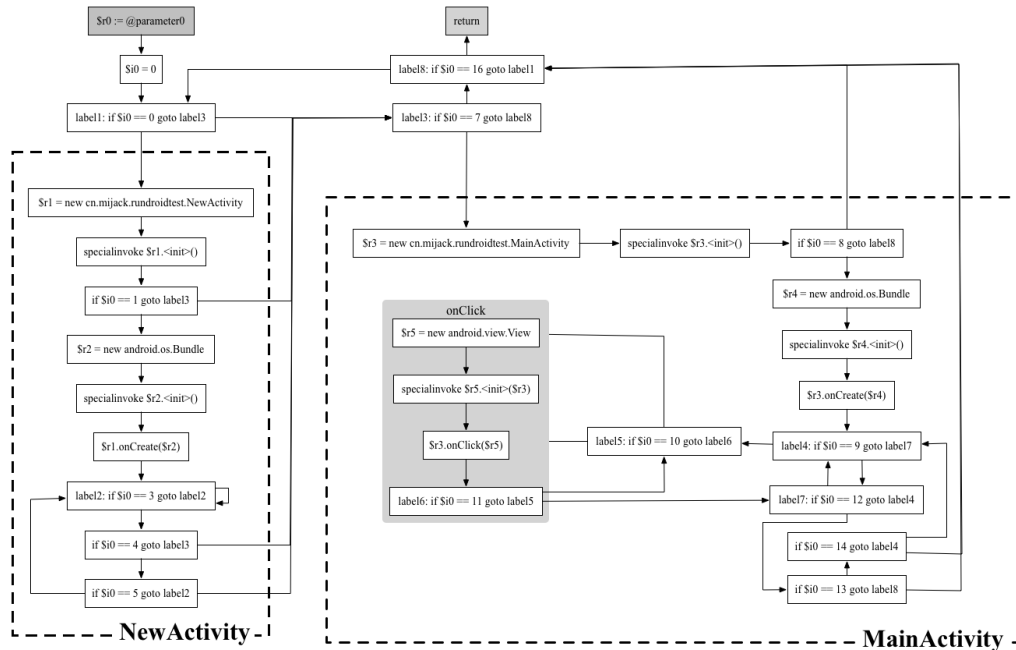 $r0 := @parameter0
$i0 = 0
label1: if $i0 == 0 goto label3
return
label8: if $i0 == 16 goto label1
label3: if $i0 == 7 goto label8
$r1 = new cn.mijack.rundroidtest.NewActivity
specialinvoke $r1.<init>()
if $i0 == 1 goto label3
$r2 = new android.os.Bundle
specialinvoke $r2.<init>()
$r1.onCreate($r2)
label2: if $i0 == 3 goto label2
if $i0 == 4 goto label3
if $i0 == 5 goto label2
NewActivity
$r3 = new cn.mijack.rundroidtest.MainActivity
specialinvoke $r3.<init>()
if $i0 == 8 goto label8
$r4 = new android.os.Bundle
specialinvoke $r4.<init>()
$r3.onCreate($r4)
label4: if $i0 == 9 goto label7
label5: if $i0 == 10 goto label6
onClick
$r5 = new android.view.View
specialinvoke $r5.<init>($r3)
$r3.onClick($r5)
label6: if $i0 == 11 goto label5
label7: if $i0 == 12 goto label4
if $i0 == 14 goto label4
if $i0 == 13 goto label8
MainActivity